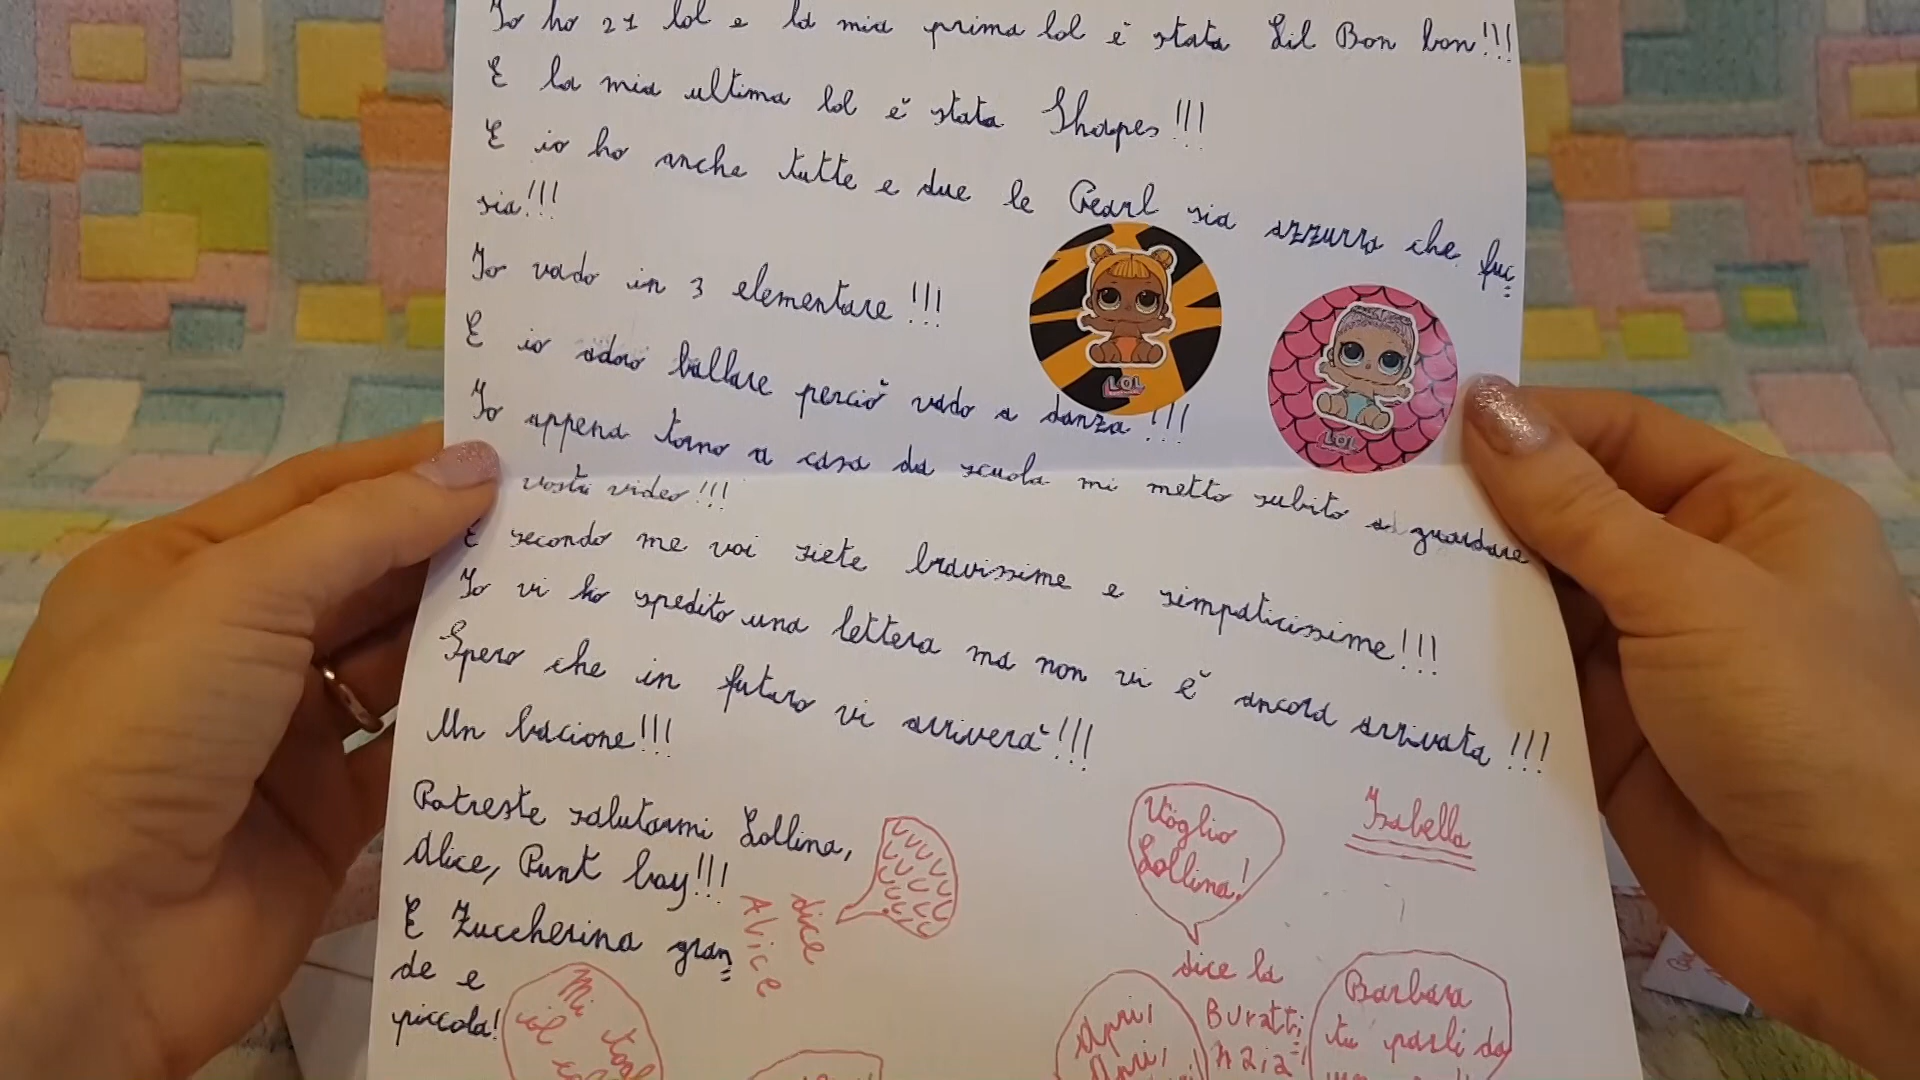 Io ho 21 lol e la mia prima lol è stata Lil Bon bon!!!
E la mia ultima lol è stata Shapes!!!
E io ho anche tutte e due le Pearl sia azzurra che fuc=
sia!!!
Io vado in 3 elementare!!!
E io adoro ballare perciò vado a danza!!!
Io appena torno a casa da scuola mi metto subito a guardare
vostri video!!!
E secondo me voi siete bravissime e simpaticissime!!!
Io vi ho spedito una lettera ma non vi è ancora arrivata!!!
Spero che in futuro vi arriverà!!!
Un bacione!!!
Potreste salutarmi Lollina,
Alice, Punt boy!!!
E Zuccherina gran=
de e
piccola!
LOL
LOL
dice
Alice
Voglio
Lollina!
dice la
Buratti
Isabella
Mi
Apri,
Apri,
Barbara
tu parli da